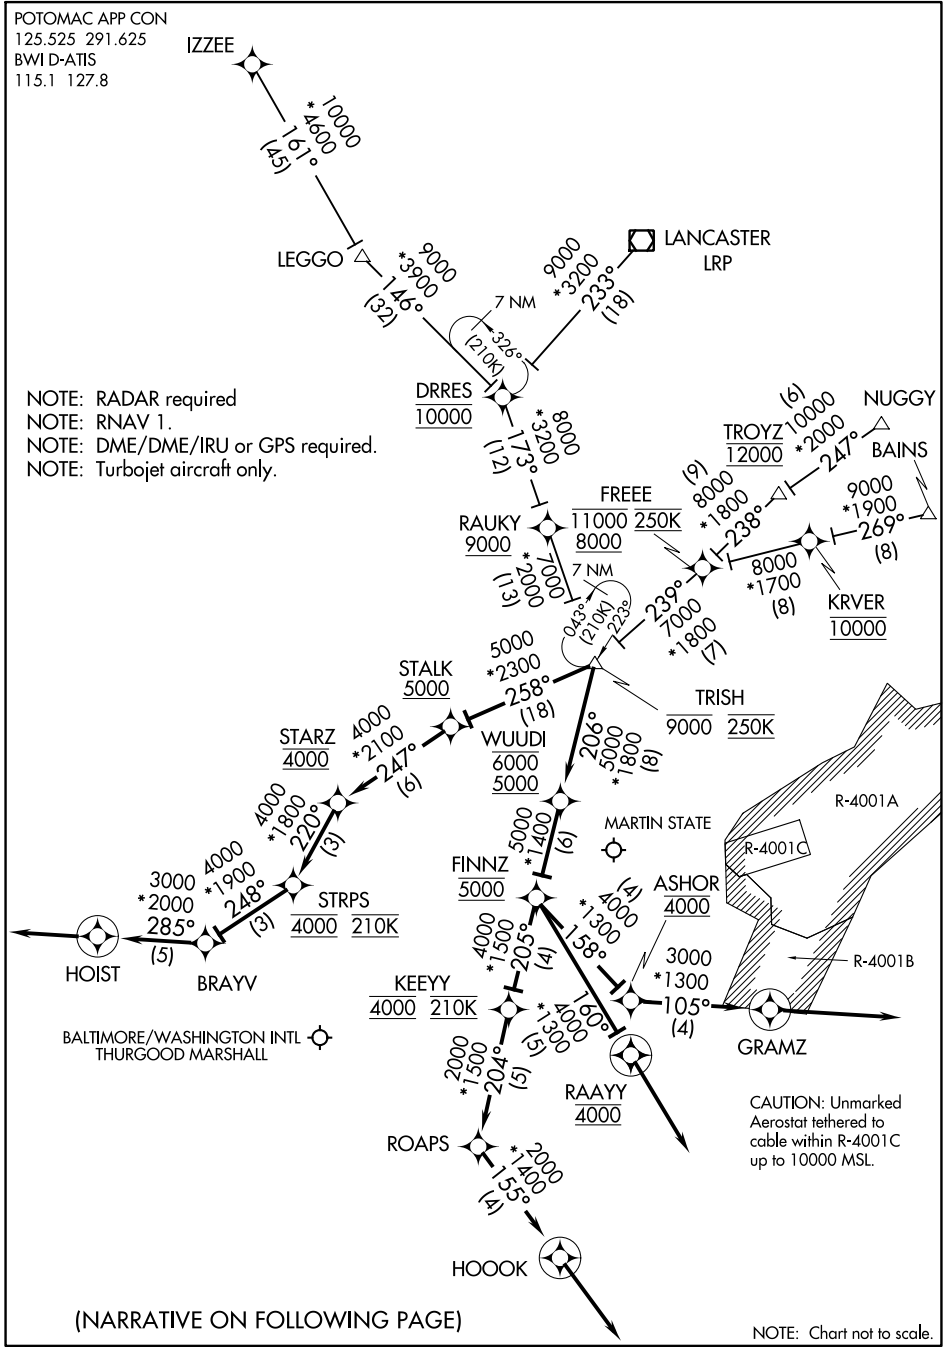 POTOMAC APP CON
125.525 291.625
BWI D-ATIS
115.1 127.8
IZZEE
10000
*4600
161°
(45)
LEGGO
9000
*3900
146°
(32)
LANCASTER
LRP
9000
*3200
233°
(18)
7 NM
326°
(210K)
DRRES
10000
NOTE: RADAR required
NOTE: RNAV 1.
NOTE: DME/DME/IRU or GPS required.
NOTE: Turbojet aircraft only.
8000
*3200
173°
(12)
RAUKY
9000
7000
*2000
(13)
FREEE
11000 250K
8000
TROYZ
12000
(6)
10000
*2000
247°
NUGGY
BAINS
(9)
8000
*1800
238°
9000
*1900
269°
(8)
8000
*1700
(8)
KRVER
10000
239°
7000
*1800
(7)
7 NM
043°
(210K)
223°
TRISH
9000 250K
5000
*2300
258°
(18)
STALK
5000
STARZ
4000
4000
*2100
247°
(6)
WUUDI
6000
5000
206°
5000
*1800
(8)
4000
*1800
220°
(3)
5000
*1400
(6)
MARTIN STATE
R-4001A
R-4001C
R-4001B
FINNZ
5000
4000
*1900
248°
(3)
STRPS
4000 210K
3000
*2000
285°
(5)
HOIST
BRAYV
(4)
4000
*1300
158°
ASHOR
4000
3000
*1300
105°
(4)
GRAMZ
4000
*1500
205°
(4)
KEEYY
4000 210K
160°
4000
*1300
(5)
RAAYY
4000
BALTIMORE/WASHINGTON INTL
THURGOOD MARSHALL
2000
*1500
204°
(5)
ROAPS
2000
*1400
155°
(4)
HOOOK
CAUTION: Unmarked
Aerostat tethered to
cable within R-4001C
up to 10000 MSL.
(NARRATIVE ON FOLLOWING PAGE)
NOTE: Chart not to scale.